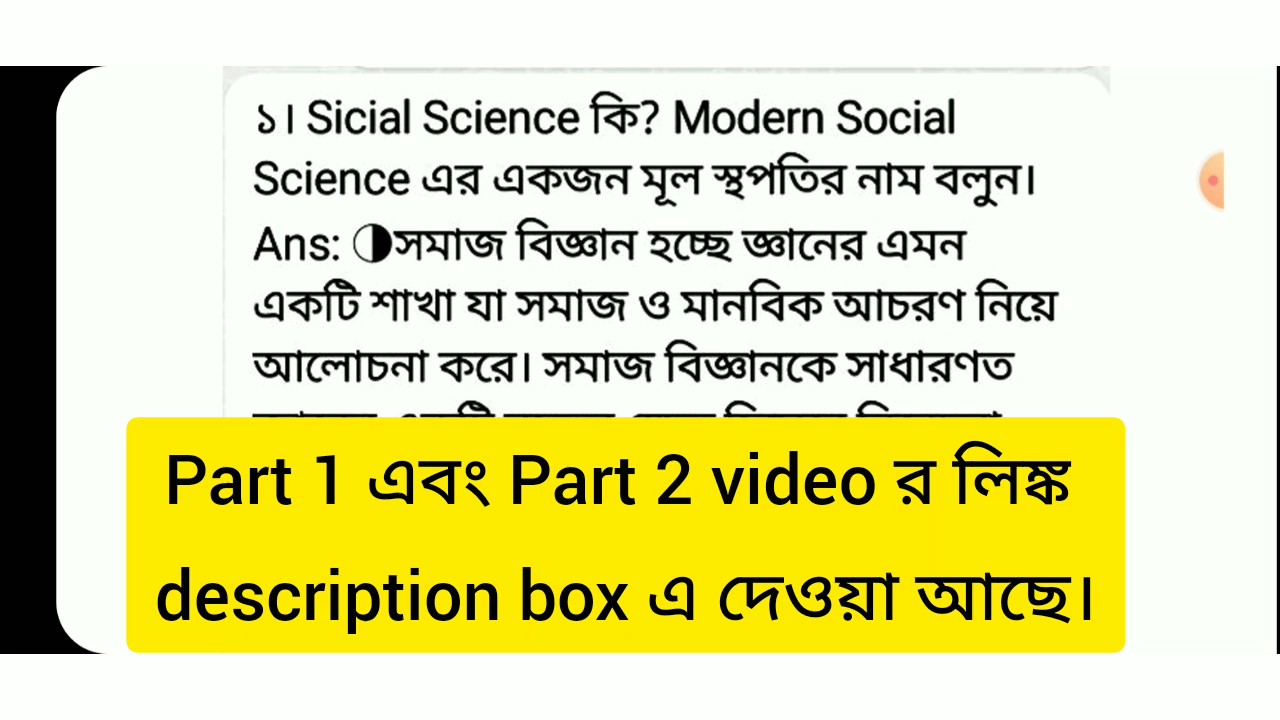 ১। Sicial Science কি? Modern Social
Science এর একজন মূল স্থপতির নাম বলুন।
Ans: ◑সমাজ বিজ্ঞান হচ্ছে জ্ঞানের এমন
একটি শাখা যা সমাজ ও মানবিক আচরণ নিয়ে
আলোচনা করে। সমাজ বিজ্ঞানকে সাধারণত
Part 1 এবং Part 2 video র লিঙ্ক
description box এ দেওয়া আছে।